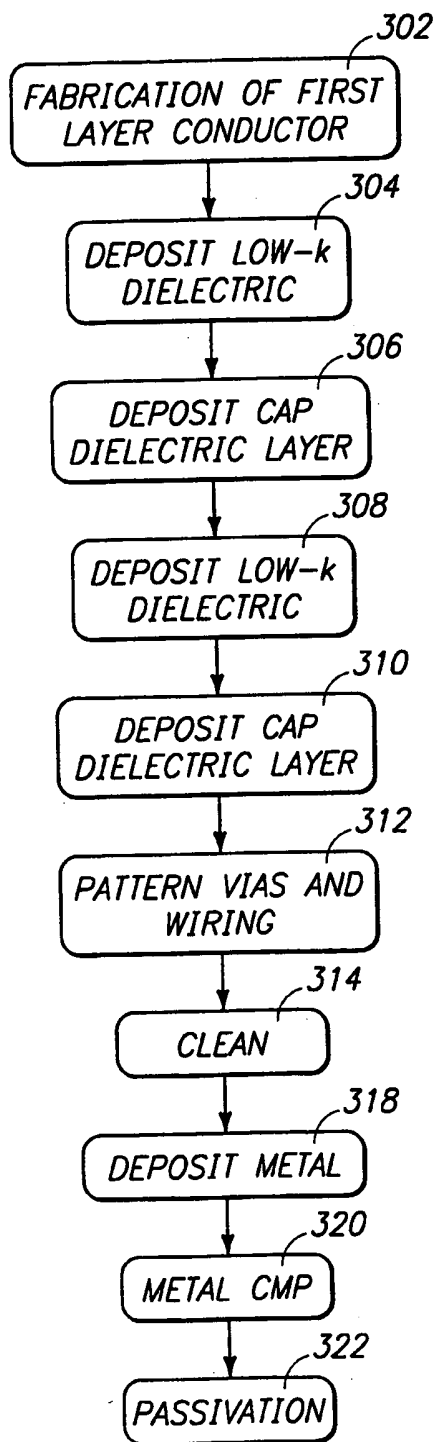 302
FABRICATION OF FIRST
LAYER CONDUCTOR
304
DEPOSIT LOW-k
DIELECTRIC
306
DEPOSIT CAP
DIELECTRIC LAYER
308
DEPOSIT LOW-k
DIELECTRIC
310
DEPOSIT CAP
DIELECTRIC LAYER
312
PATTERN VIAS AND
WIRING
314
CLEAN
318
DEPOSIT METAL
320
METAL CMP
322
PASSIVATION